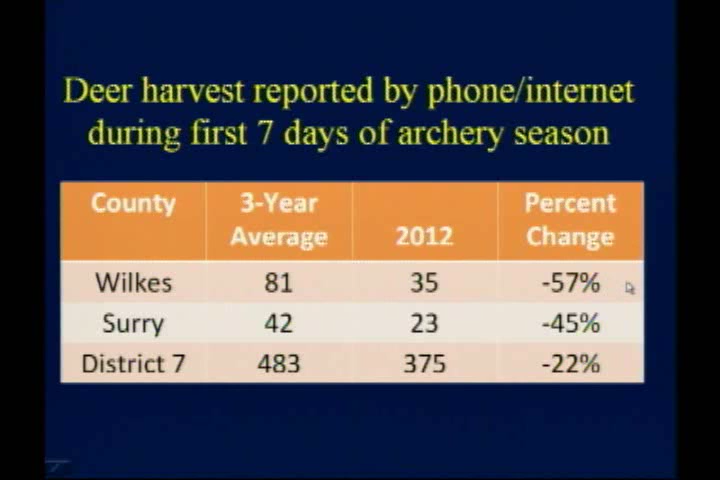 Deer harvest reported by phone/internet
during first 7 days of archery season
County 3-Year Average 2012 Percent Change
Wilkes 81 35 -57%
Surry 42 23 -45%
District 7 483 375 -22%